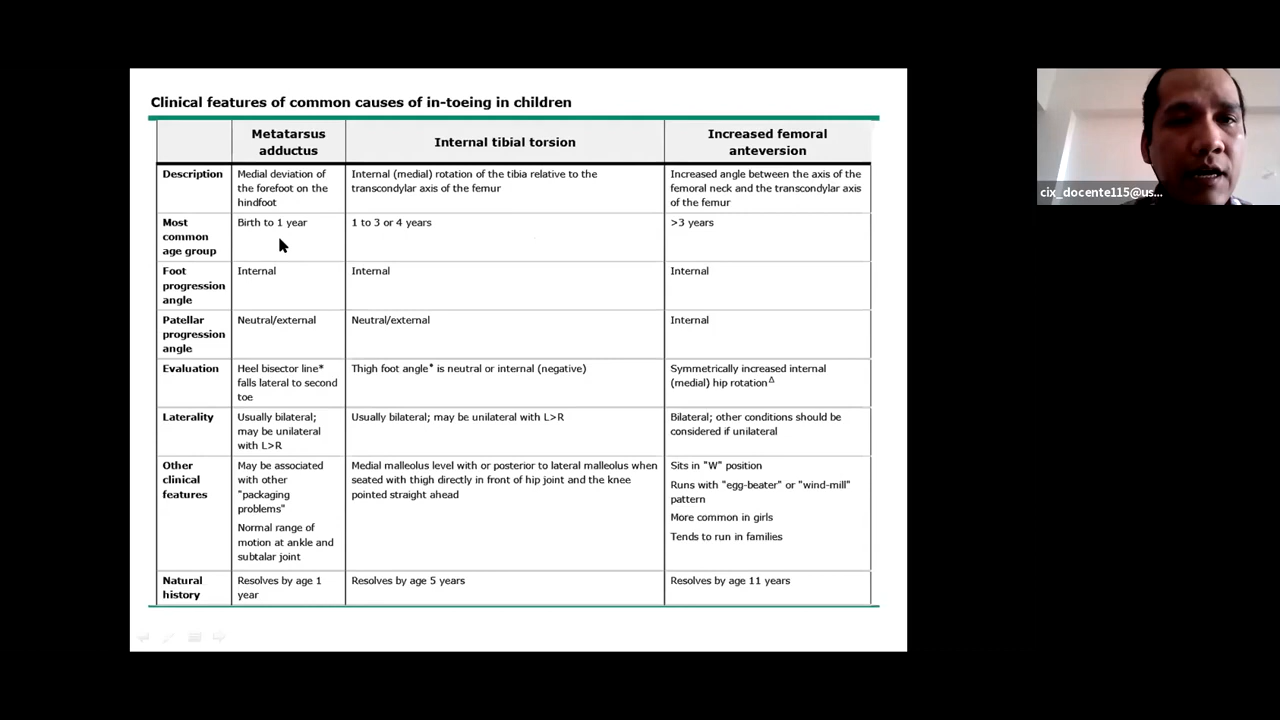 Clinical features of common causes of in-toeing in children
Metatarsus
adductus
Internal tibial torsion
Increased femoral
anteversion
Description
Medial deviation of
the forefoot on the
hindfoot
Internal (medial) rotation of the tibia relative to the
transcondylar axis of the femur
Increased angle between the axis of the
femoral neck and the transcondylar axis
of the femur
Most
common
age group
Birth to 1 year
1 to 3 or 4 years
>3 years
Foot
progression
angle
Internal
Internal
Internal
Patellar
progression
angle
Neutral/external
Neutral/external
Internal
Evaluation
Heel bisector line*
falls lateral to second
toe
Thigh foot angle• is neutral or internal (negative)
Symmetrically increased internal
(medial) hip rotationΔ
Laterality
Usually bilateral;
may be unilateral
with L>R
Usually bilateral; may be unilateral with L>R
Bilateral; other conditions should be
considered if unilateral
Other
clinical
features
May be associated
with other
"packaging
problems"
Normal range of
motion at ankle and
subtalar joint
Medial malleolus level with or posterior to lateral malleolus when
seated with thigh directly in front of hip joint and the knee
pointed straight ahead
Sits in "W" position
Runs with "egg-beater" or "wind-mill"
pattern
More common in girls
Tends to run in families
Natural
history
Resolves by age 1
year
Resolves by age 5 years
Resolves by age 11 years
cix_docente115@us...